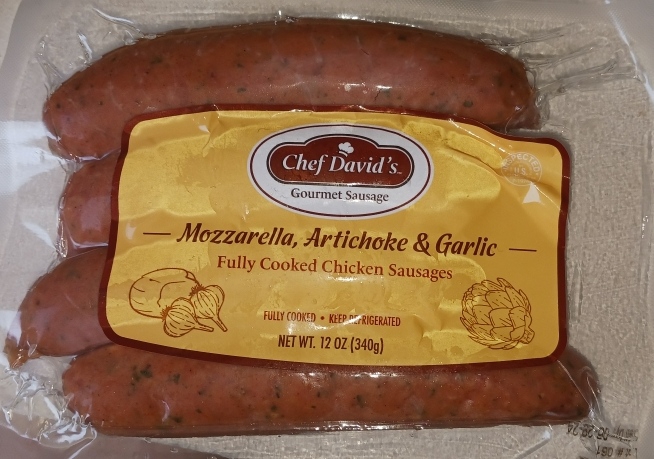 Chef David's
Gourmet Sausage
Mozzarella, Artichoke & Garlic
Fully Cooked Chicken Sausages
FULLY COOKED • KEEP REFRIGERATED
NET WT. 12 OZ (340g)